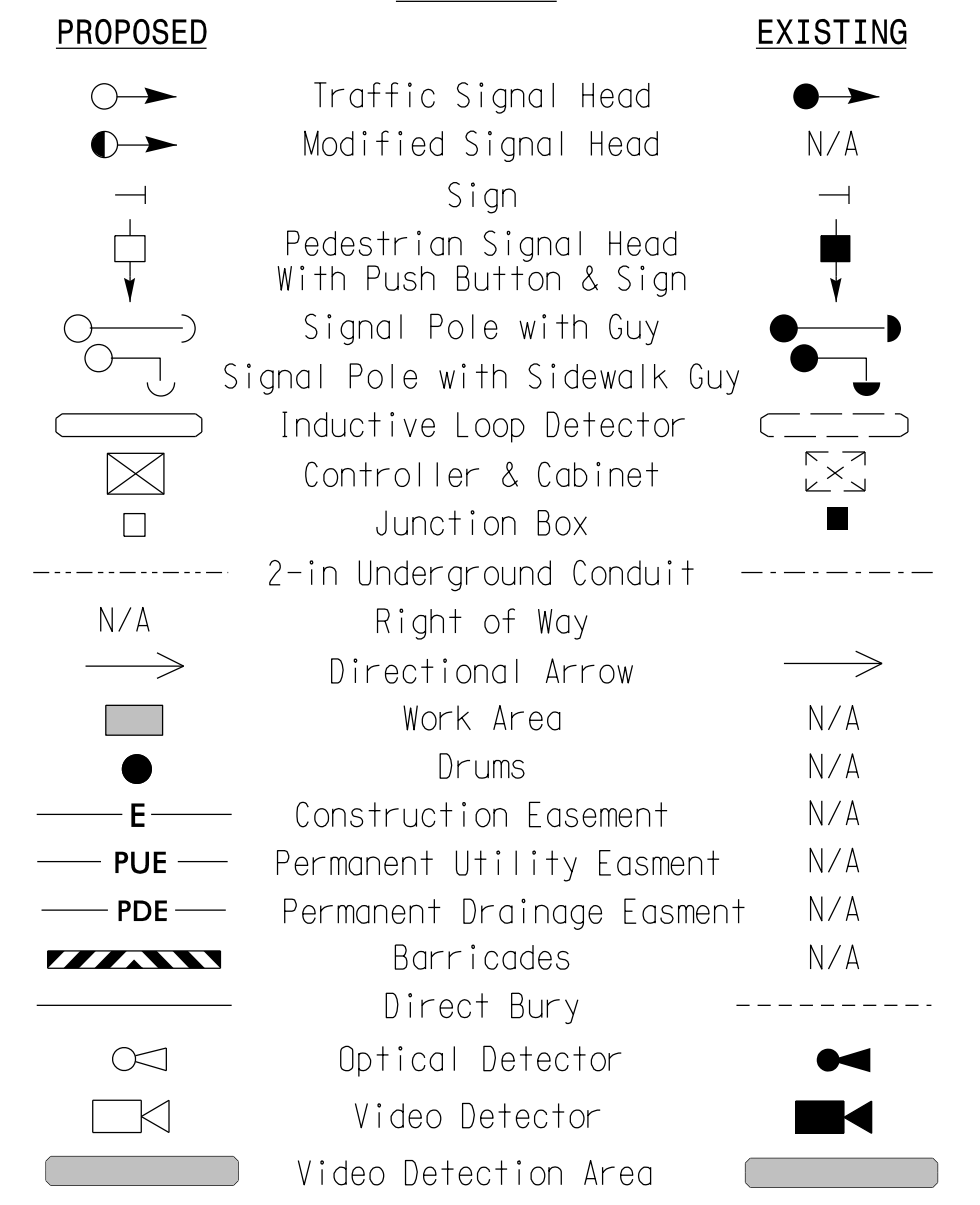 PROPOSED EXISTING
Traffic Signal Head
Modified Signal Head N/A
Sign
Pedestrian Signal Head
With Push Button & Sign
Signal Pole with Guy
Signal Pole with Sidewalk Guy
Inductive Loop Detector
Controller & Cabinet
Junction Box
2-in Underground Conduit
N/A Right of Way
Directional Arrow
Work Area N/A
Drums N/A
E Construction Easement N/A
PUE Permanent Utility Easment N/A
PDE Permanent Drainage Easment N/A
Barricades N/A
Direct Bury
Optical Detector
Video Detector
Video Detection Area